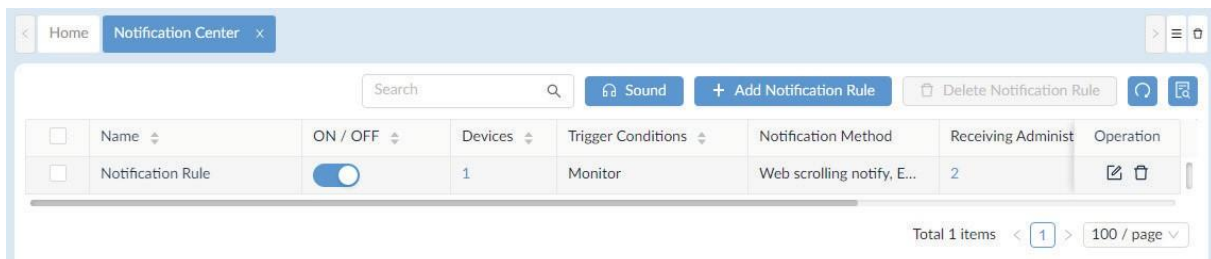 Home Notification Center x
Search Sound + Add Notification Rule Delete Notification Rule
Name ON / OFF Devices Trigger Conditions Notification Method Receiving Administ Operation
Notification Rule 1 Monitor Web scrolling notify, E... 2
Total 1 items < 1 > 100 / page